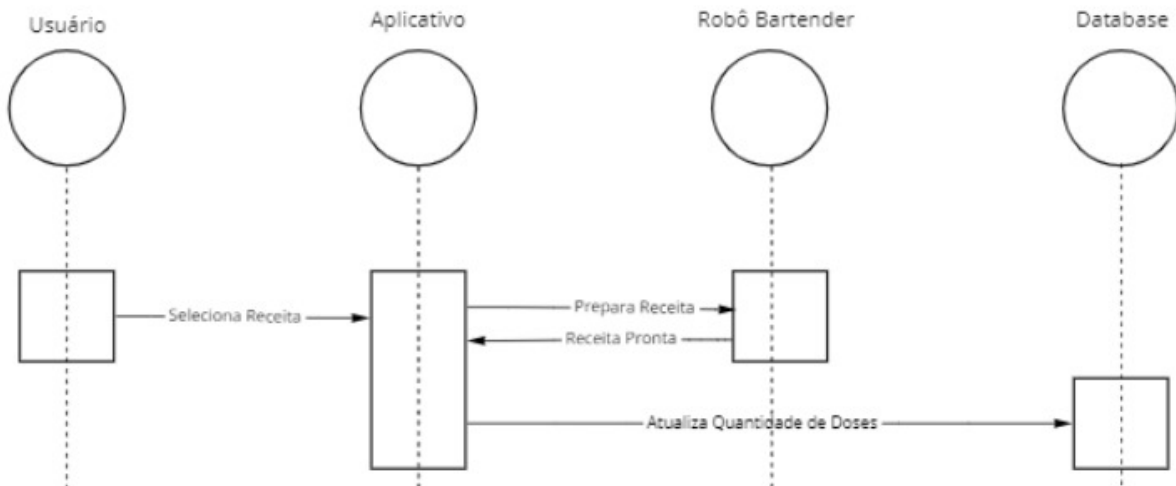 Usuário
Aplicativo
Robô Bartender
Database
Seleciona Receita
Prepara Receita
Receita Pronta
Atualiza Quantidade de Doses